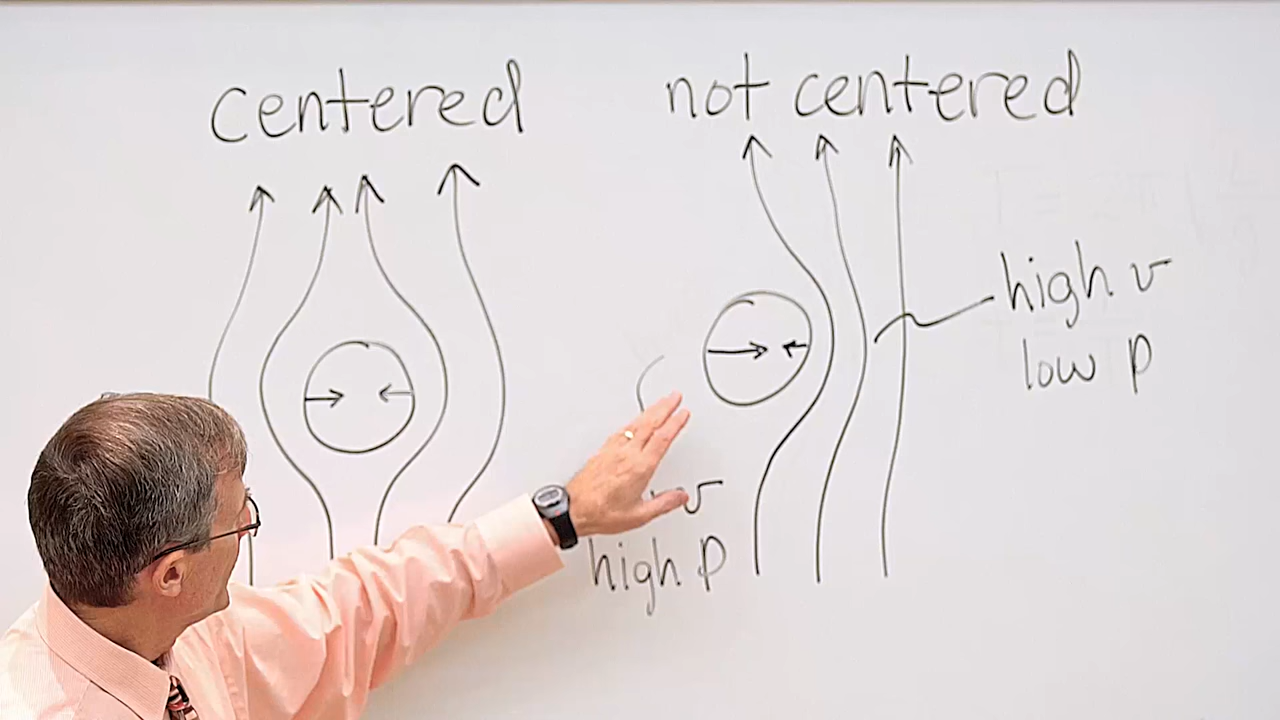 centered
not centered
high v
low p
v
high p